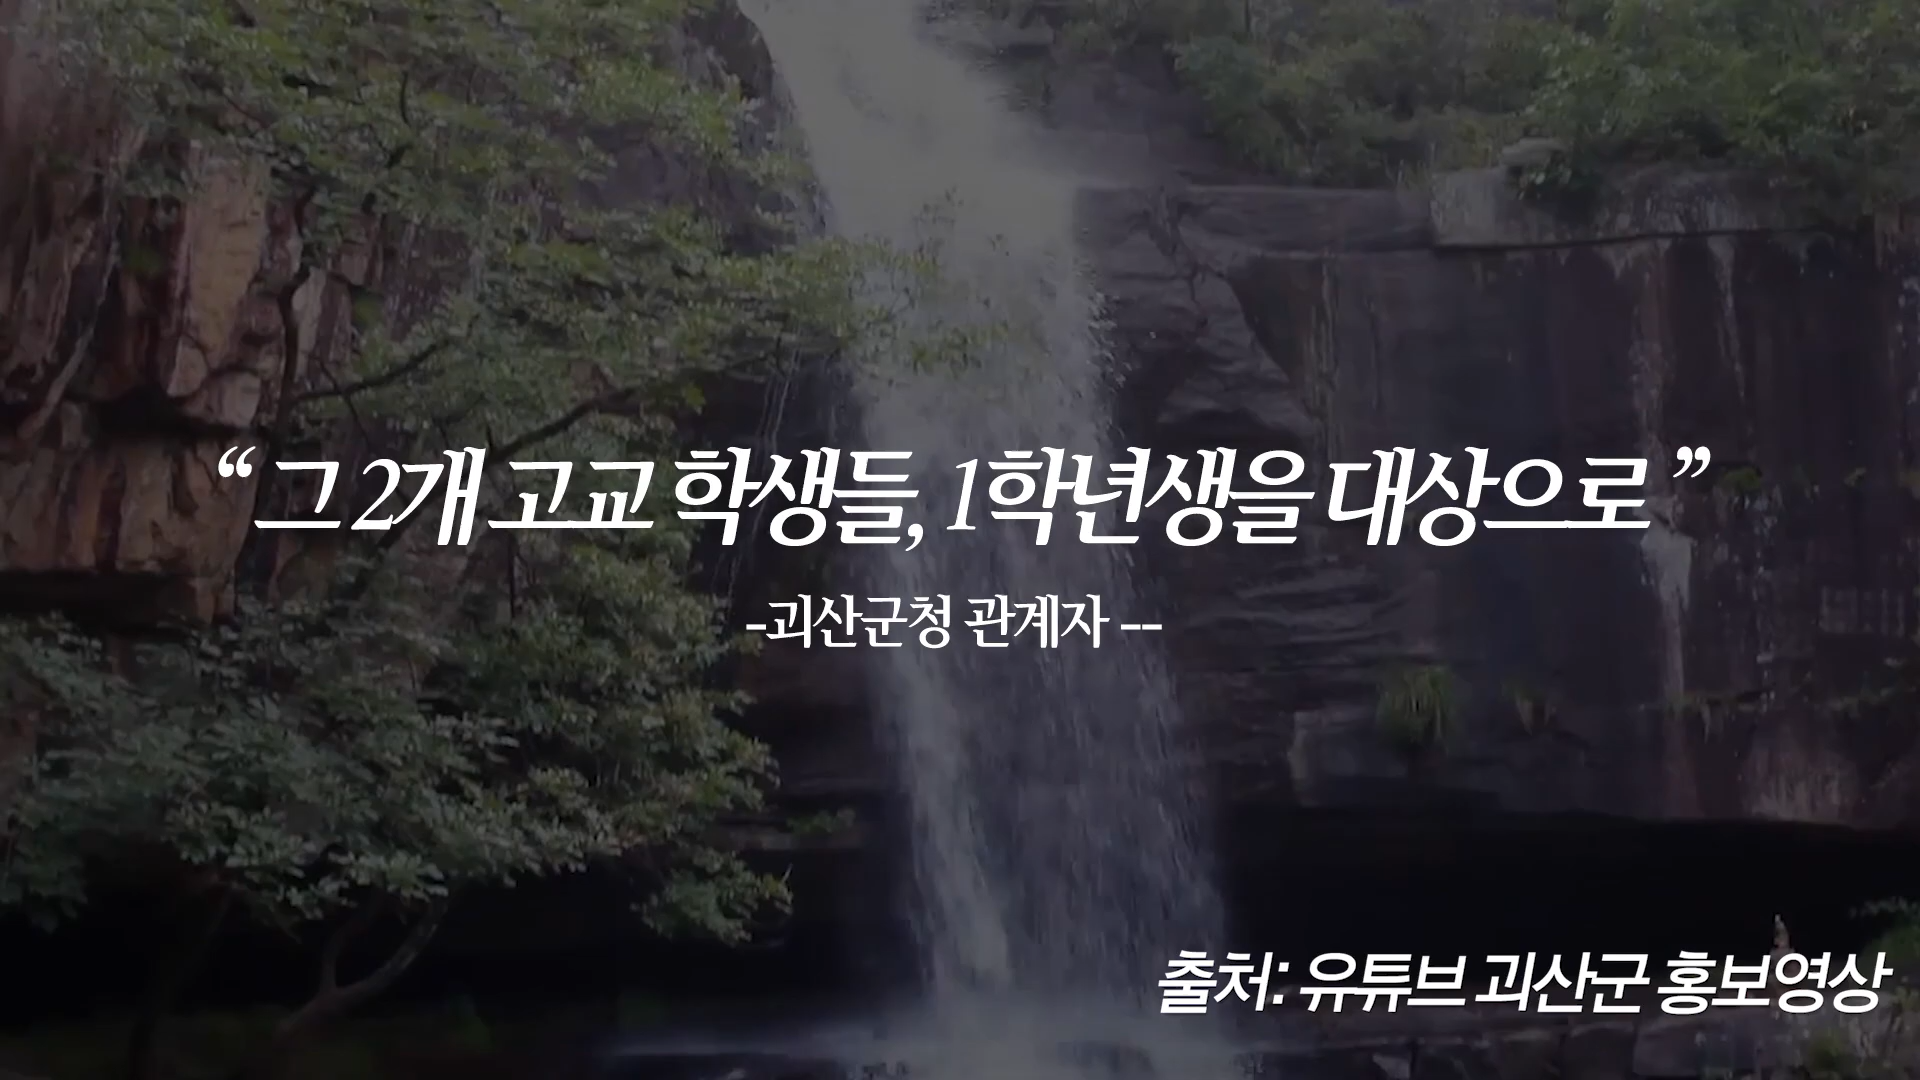 “ 그 2개 고교 학생들, 1학년생을 대상으로 ”
-괴산군청 관계자 --
출처: 유튜브 괴산군 홍보영상